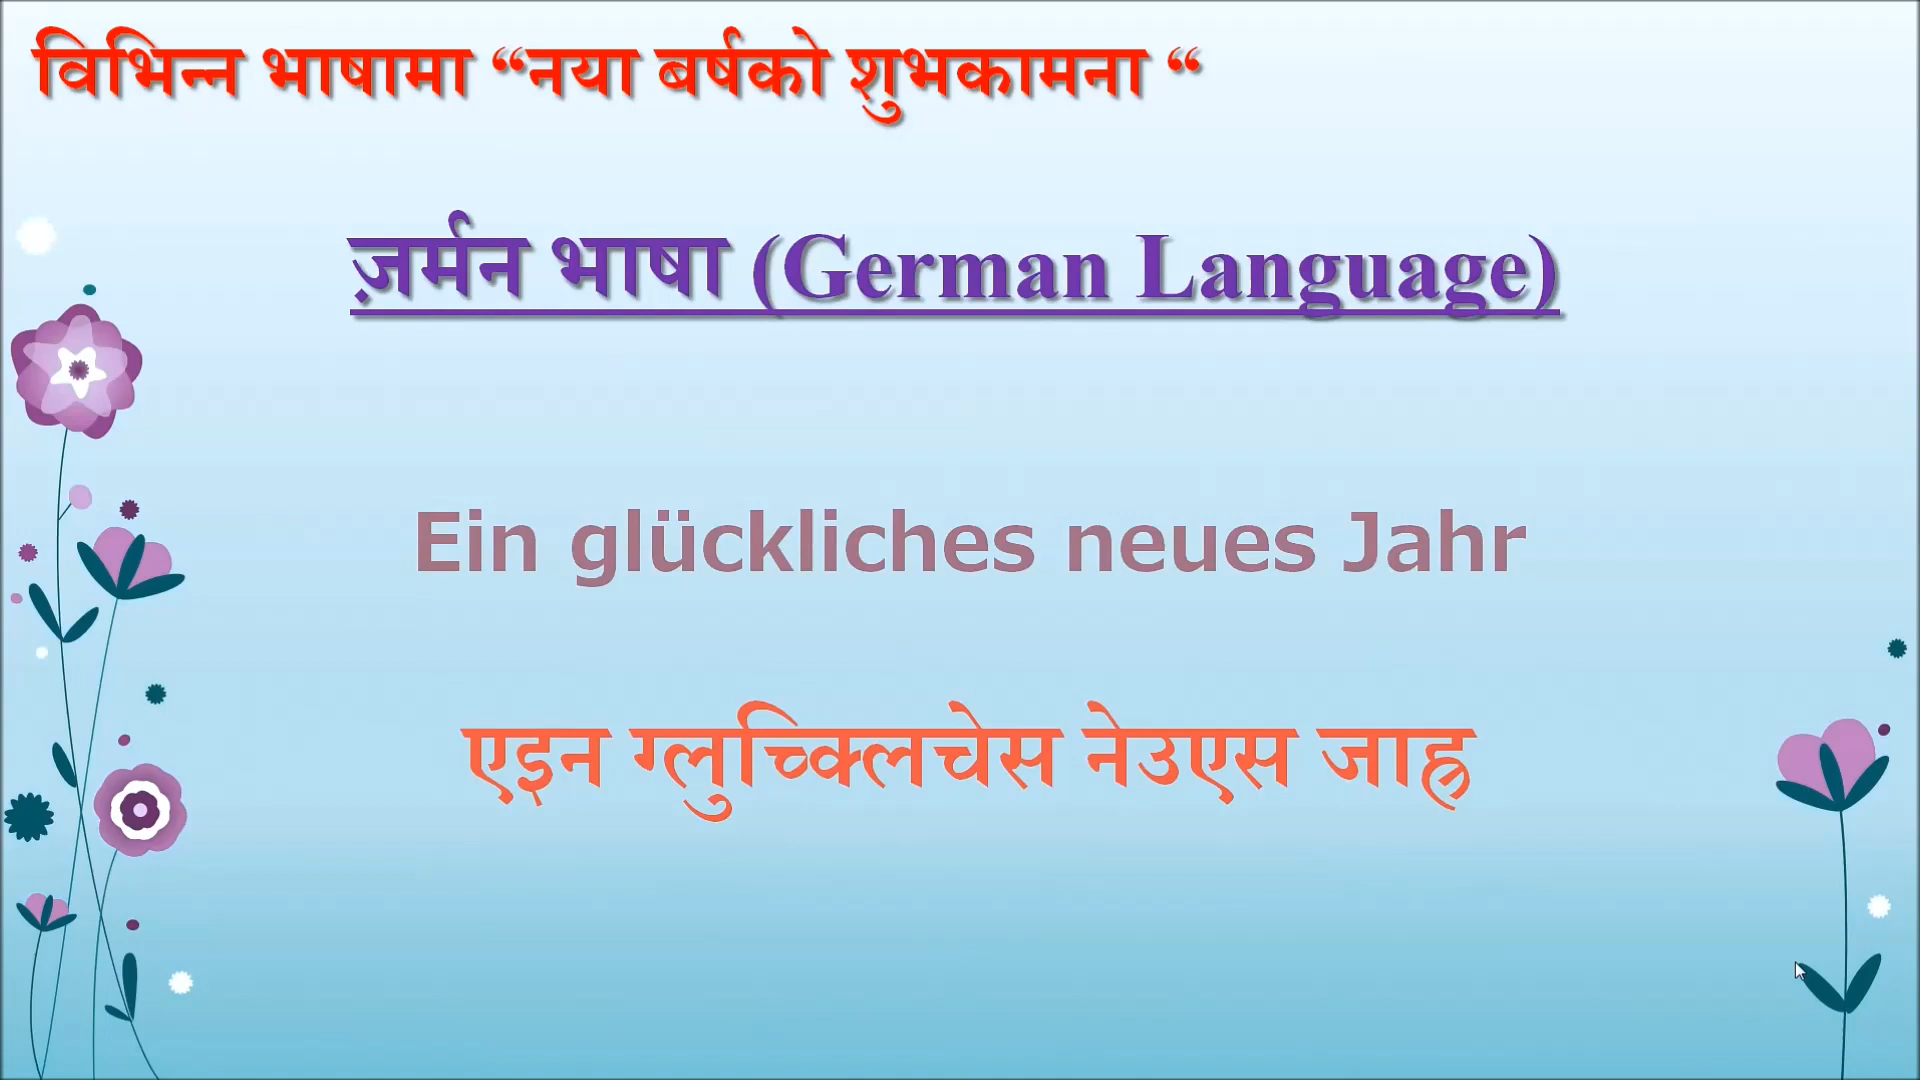 विभिन्न भाषामा “नया बर्षको शुभकामना “
ज़र्मन भाषा (German Language)
Ein glückliches neues Jahr
एइन ग्लुच्क्लिचेस नेउएस जाह्र